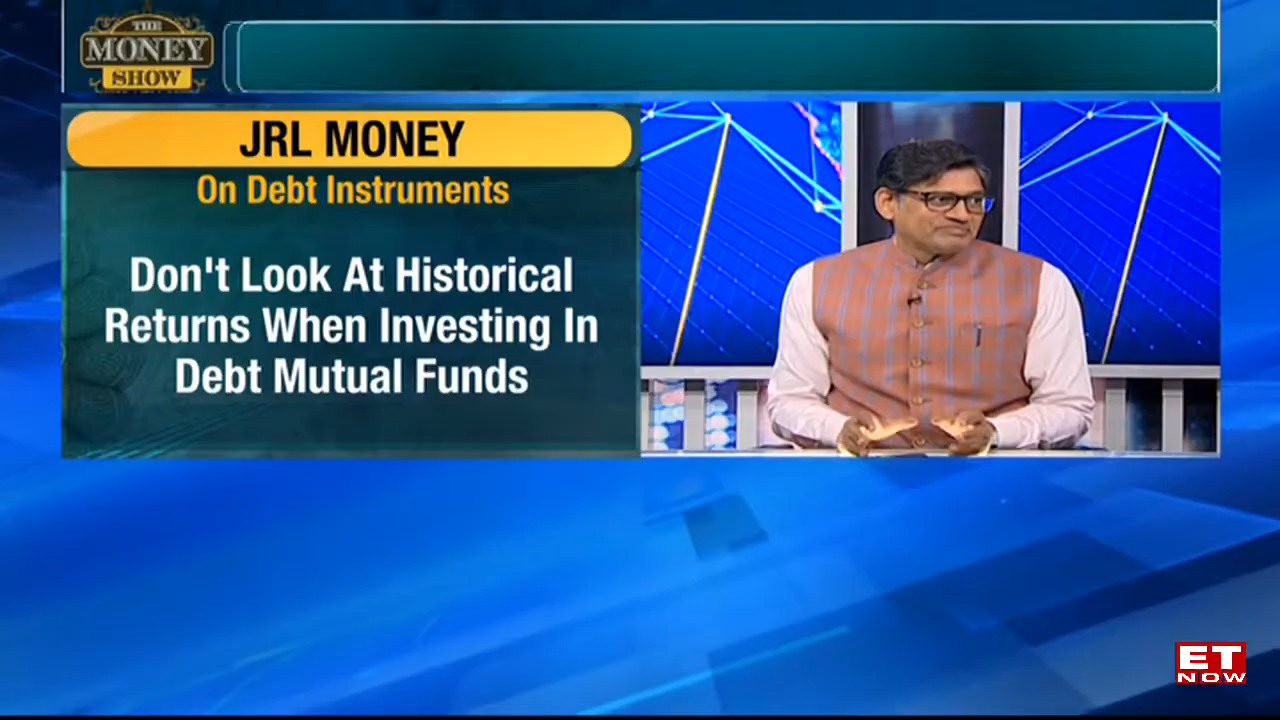 THE
MONEY
SHOW
JRL MONEY
On Debt Instruments
Don't Look At Historical
Returns When Investing In
Debt Mutual Funds
ET
NOW